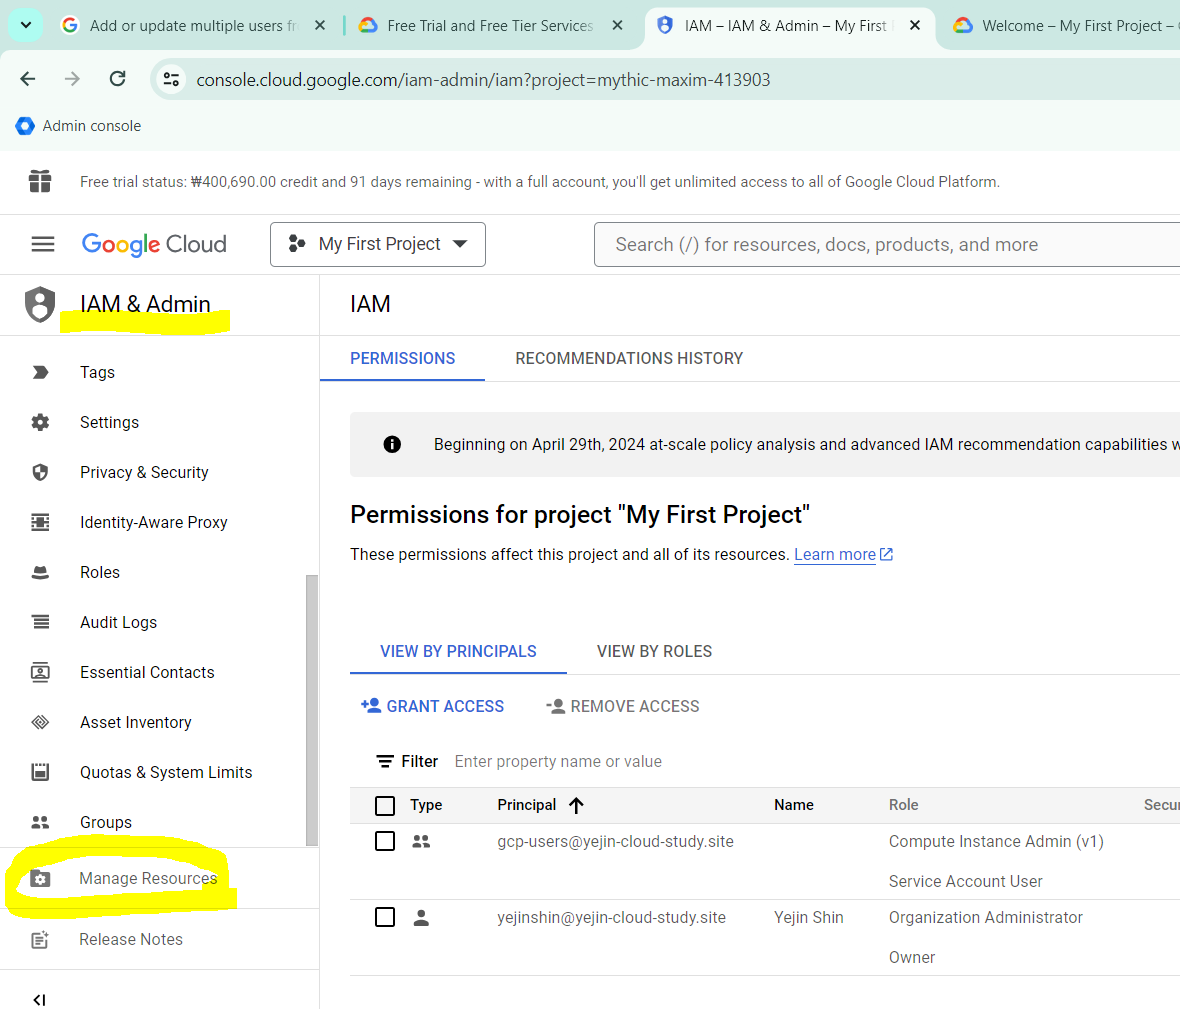 Add or update multiple users fr
Free Trial and Free Tier Services
IAM – IAM & Admin – My First
Welcome – My First Project –
console.cloud.google.com/iam-admin/iam?project=mythic-maxim-413903
Admin console
Free trial status: ₩400,690.00 credit and 91 days remaining - with a full account, you'll get unlimited access to all of Google Cloud Platform.
Google Cloud
My First Project
Search (/) for resources, docs, products, and more
IAM & Admin
IAM
PERMISSIONS
RECOMMENDATIONS HISTORY
Tags
Settings
Privacy & Security
Identity-Aware Proxy
Roles
Audit Logs
Essential Contacts
Asset Inventory
Quotas & System Limits
Groups
Manage Resources
Release Notes
Beginning on April 29th, 2024 at-scale policy analysis and advanced IAM recommendation capabilities w
Permissions for project "My First Project"
These permissions affect this project and all of its resources. Learn more
VIEW BY PRINCIPALS
VIEW BY ROLES
GRANT ACCESS
REMOVE ACCESS
Filter Enter property name or value
Type Principal Name Role Secu
gcp-users@yejin-cloud-study.site Compute Instance Admin (v1)
Service Account User
yejinshin@yejin-cloud-study.site Yejin Shin Organization Administrator
Owner